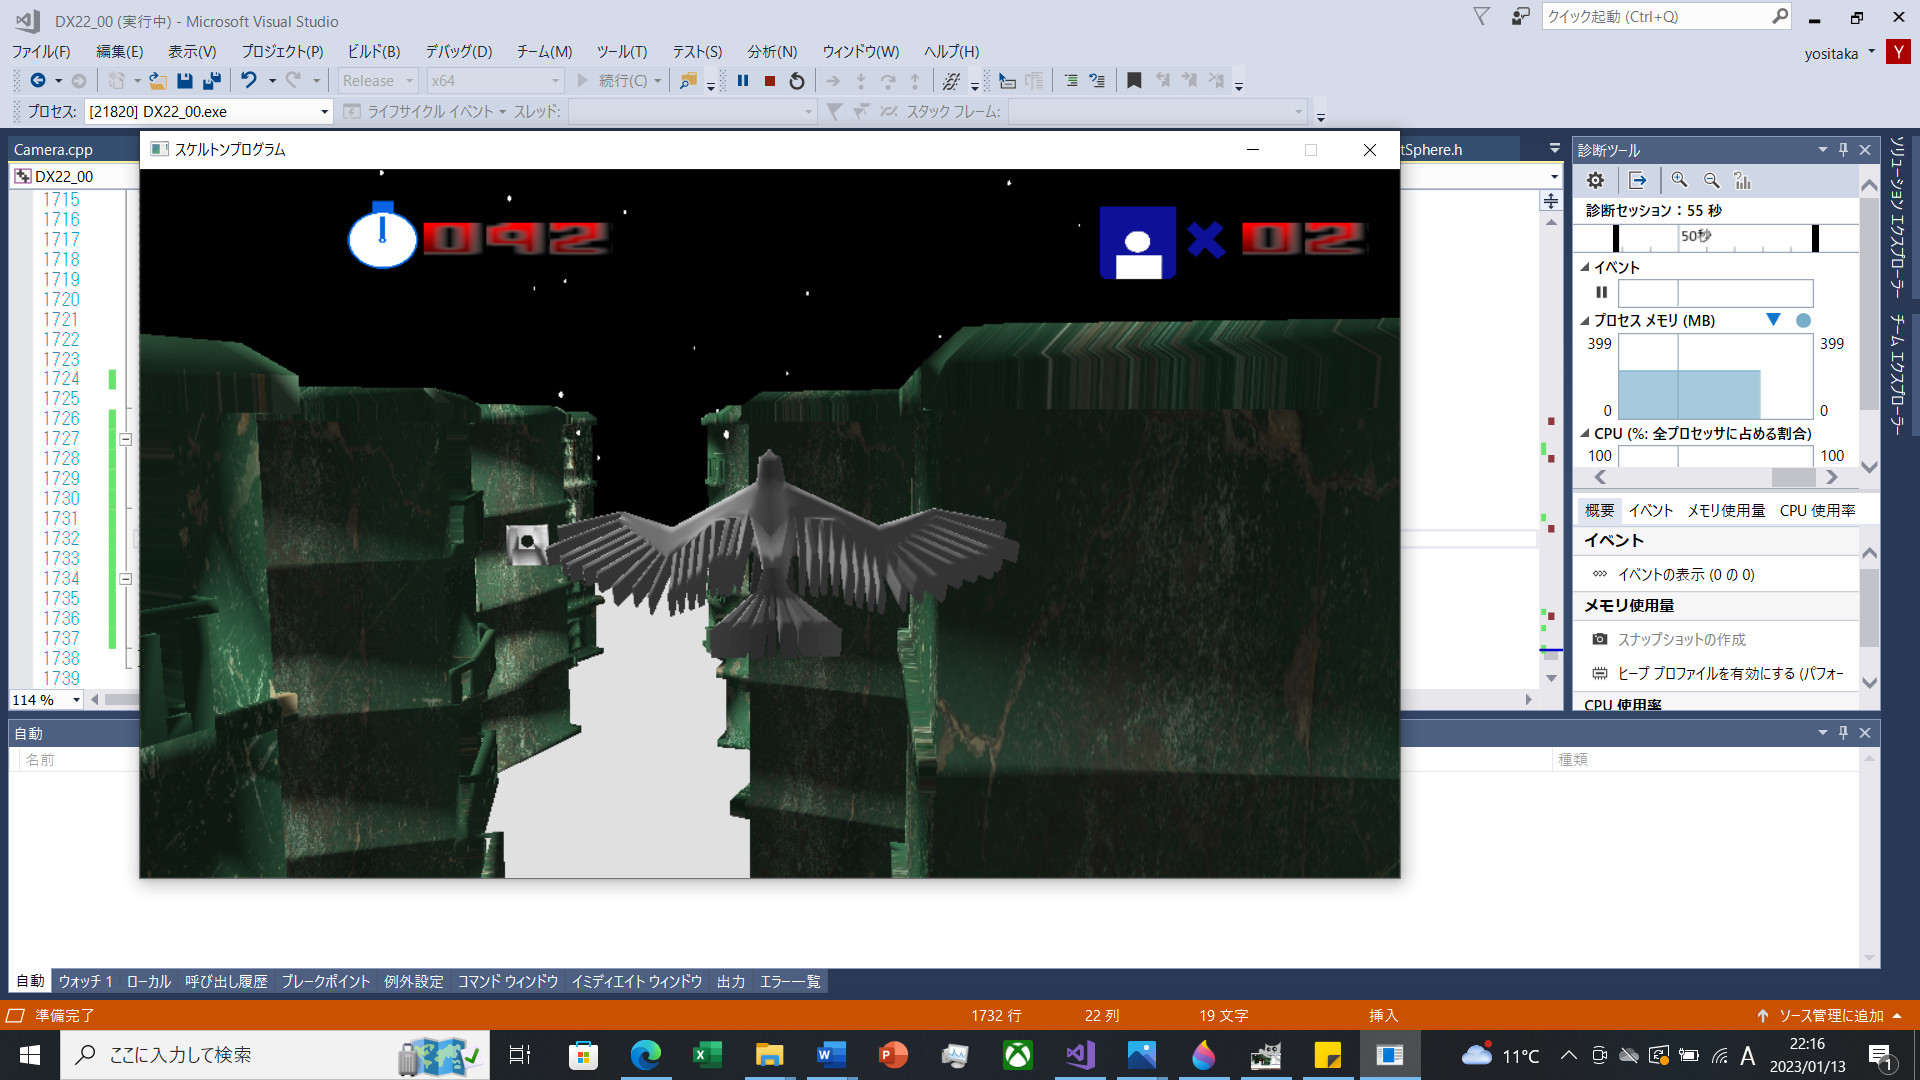 DX22_00 (実行中) - Microsoft Visual Studio
クイック起動 (Ctrl+Q)
ファイル(F) 編集(E) 表示(V) プロジェクト(P) ビルド(B) デバッグ(D) チーム(M) ツール(T) テスト(S) 分析(N) ウィンドウ(W) ヘルプ(H)
yositaka Y
Release x64 続行(C)
プロセス: [21820] DX22_00.exe ライフサイクル イベント スレッド: スタック フレーム:
Camera.cpp
スケルトンプログラム
tSphere.h
DX22_00
1715
1716
1717
1718
1719
1720
1721
1722
1723
1724
1725
1726
1727
1728
1729
1730
1731
1732
1733
1734
1735
1736
1737
1738
1739
114 %
092
02
診断ツール
診断セッション：55 秒
50秒
イベント
プロセス メモリ (MB)
399 399
0 0
CPU (%: 全プロセッサに占める割合)
100 100
概要 イベント メモリ使用量 CPU 使用率
イベント
イベントの表示 (0 の 0)
メモリ使用量
スナップショットの作成
ヒープ プロファイルを有効にする (パフォー
CPU 使用率
ソリューション エクスプローラー
チーム エクスプローラー
自動
名前
種類
自動 ウォッチ 1 ローカル 呼び出し履歴 ブレークポイント 例外設定 コマンド ウィンドウ イミディエイト ウィンドウ 出力 エラー一覧
準備完了
1732 行 22 列 19 文字 挿入
ソース管理に追加
ここに入力して検索
11°C
A
22:16
2023/01/13
1